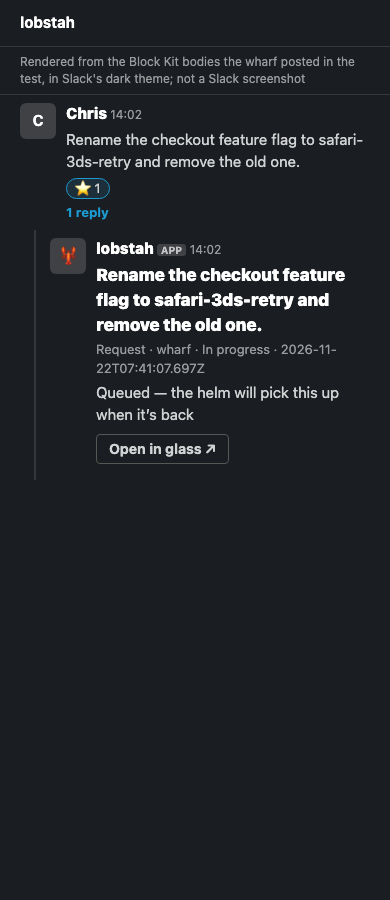 lobstah
Rendered from the Block Kit bodies the wharf posted in the
test, in Slack's dark theme; not a Slack screenshot
C
Chris 14:02
Rename the checkout feature flag to safari-
3ds-retry and remove the old one.
⭐ 1
1 reply
lobstah APP 14:02
Rename the checkout feature
flag to safari-3ds-retry and
remove the old one.
Request · wharf · In progress · 2026-11-
22T07:41:07.697Z
Queued — the helm will pick this up
when it’s back
Open in glass ↗